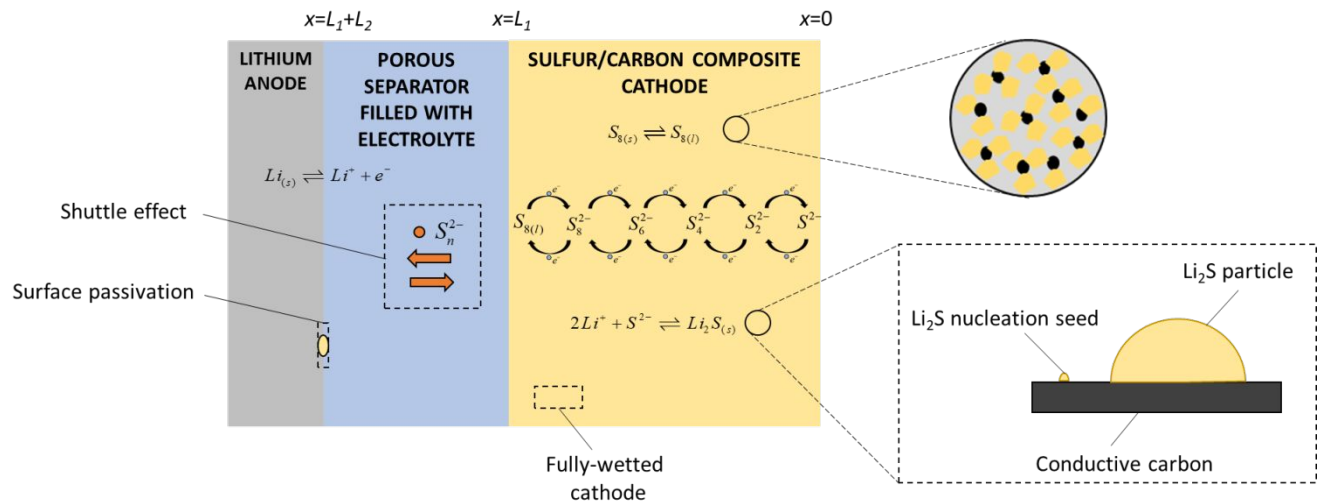 x=L₁+L₂
x=L₁
x=0
LITHIUM
ANODE
POROUS
SEPARATOR
FILLED WITH
ELECTROLYTE
SULFUR/CARBON COMPOSITE
CATHODE
S₈₍ₛ₎ ⇌ S₈₍ₗ₎
Li₍ₛ₎ ⇌ Li⁺ + e⁻
Shuttle effect
Sₙ²⁻
e⁻ e⁻ e⁻ e⁻ e⁻
S₈₍ₗ₎ S₈²⁻ S₆²⁻ S₄²⁻ S₂²⁻ S²⁻
e⁻ e⁻ e⁻ e⁻ e⁻
Surface passivation
2Li⁺ + S²⁻ ⇌ Li₂S₍ₛ₎
Li₂S particle
Li₂S nucleation seed
Conductive carbon
Fully-wetted
cathode